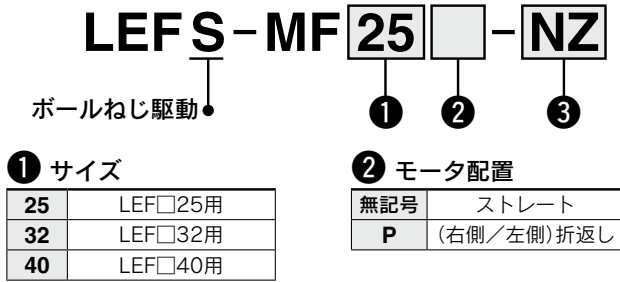 LEFS-MF25□-NZ
ボールねじ駆動
❶ ❷ ❸
❶ サイズ
25 LEF□25用
32 LEF□32用
40 LEF□40用
❷ モータ配置
無記号 ストレート
P (右側/左側)折返し